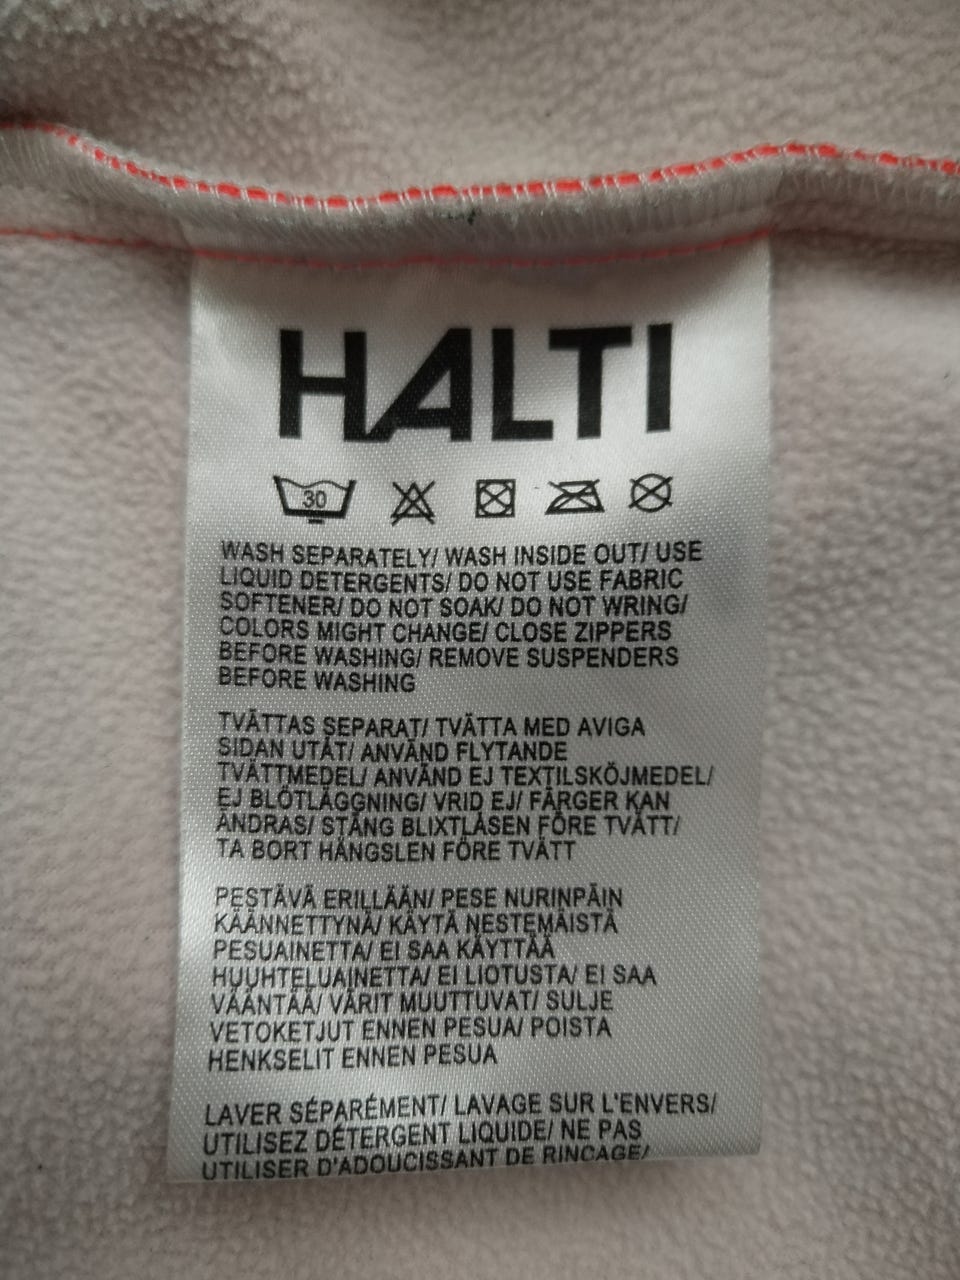 HALTI
30
WASH SEPARATELY/ WASH INSIDE OUT/ USE
LIQUID DETERGENTS/ DO NOT USE FABRIC
SOFTENER/ DO NOT SOAK/ DO NOT WRING/
COLORS MIGHT CHANGE/ CLOSE ZIPPERS
BEFORE WASHING/ REMOVE SUSPENDERS
BEFORE WASHING
TVÄTTAS SEPARAT/ TVÄTTA MED AVIGA
SIDAN UTÅT/ ANVÄND FLYTANDE
TVÄTTMEDEL/ ANVÄND EJ TEXTILSKÖJMEDEL/
EJ BLÖTLÄGGNING/ VRID EJ/ FÄRGER KAN
ÄNDRAS/ STÄNG BLIXTLÅSEN FÖRE TVÄTT/
TA BORT HÄNGSLEN FÖRE TVÄTT
PESTÄVÄ ERILLÄÄN/ PESE NURINPÄIN
KÄÄNNETTYNÄ/ KÄYTÄ NESTEMÄISTÄ
PESUAINETTA/ EI SAA KÄYTTÄÄ
HUUHTELUAINETTA/ EI LIOTUSTA/ EI SAA
VÄÄNTÄÄ/ VÄRIT MUUTTUVAT/ SULJE
VETOKETJUT ENNEN PESUA/ POISTA
HENKSELIT ENNEN PESUA
LAVER SÉPARÉMENT/ LAVAGE SUR L'ENVERS/
UTILISEZ DÉTERGENT LIQUIDE/ NE PAS
UTILISER D'ADOUCISSANT DE RINCAGE/